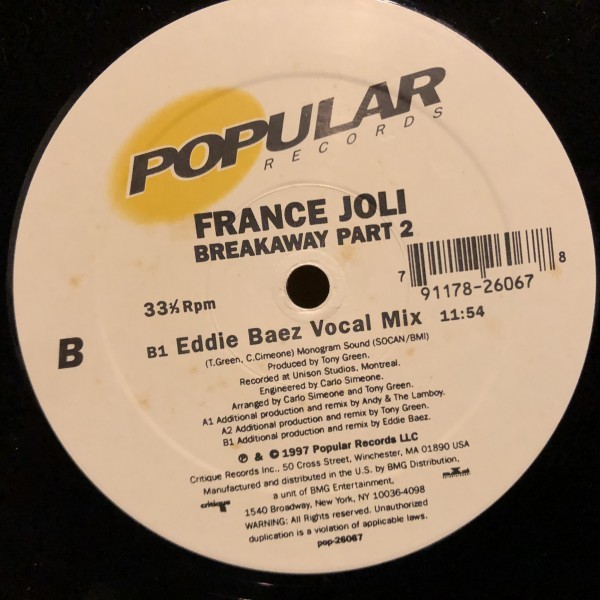 POPULAR
RECORDS
FRANCE JOLI
BREAKAWAY PART 2
7 91178-26067 8
33⅓ Rpm
B
B1 Eddie Baez Vocal Mix 11:54
(T.Green, C.Cimeone) Monogram Sound (SOCAN/BMI)
Produced by Tony Green.
Recorded at Unison Studios, Montreal.
Engineered by Carlo Simeone.
Arranged by Carlo Simeone and Tony Green.
A1 Additional production and remix by Andy & The Lamboy.
A2 Additional production and remix by Tony Green.
B1 Additional production and remix by Eddie Baez.
℗ & © 1997 Popular Records LLC
Critique Records Inc., 50 Cross Street, Winchester, MA 01890 USA
Manufactured and distributed in the U.S. by BMG Distribution,
a unit of BMG Entertainment,
critique
1540 Broadway, New York, NY 10036-4098
WARNING: All Rights reserved. Unauthorized
duplication is a violation of applicable laws.
pop-26067